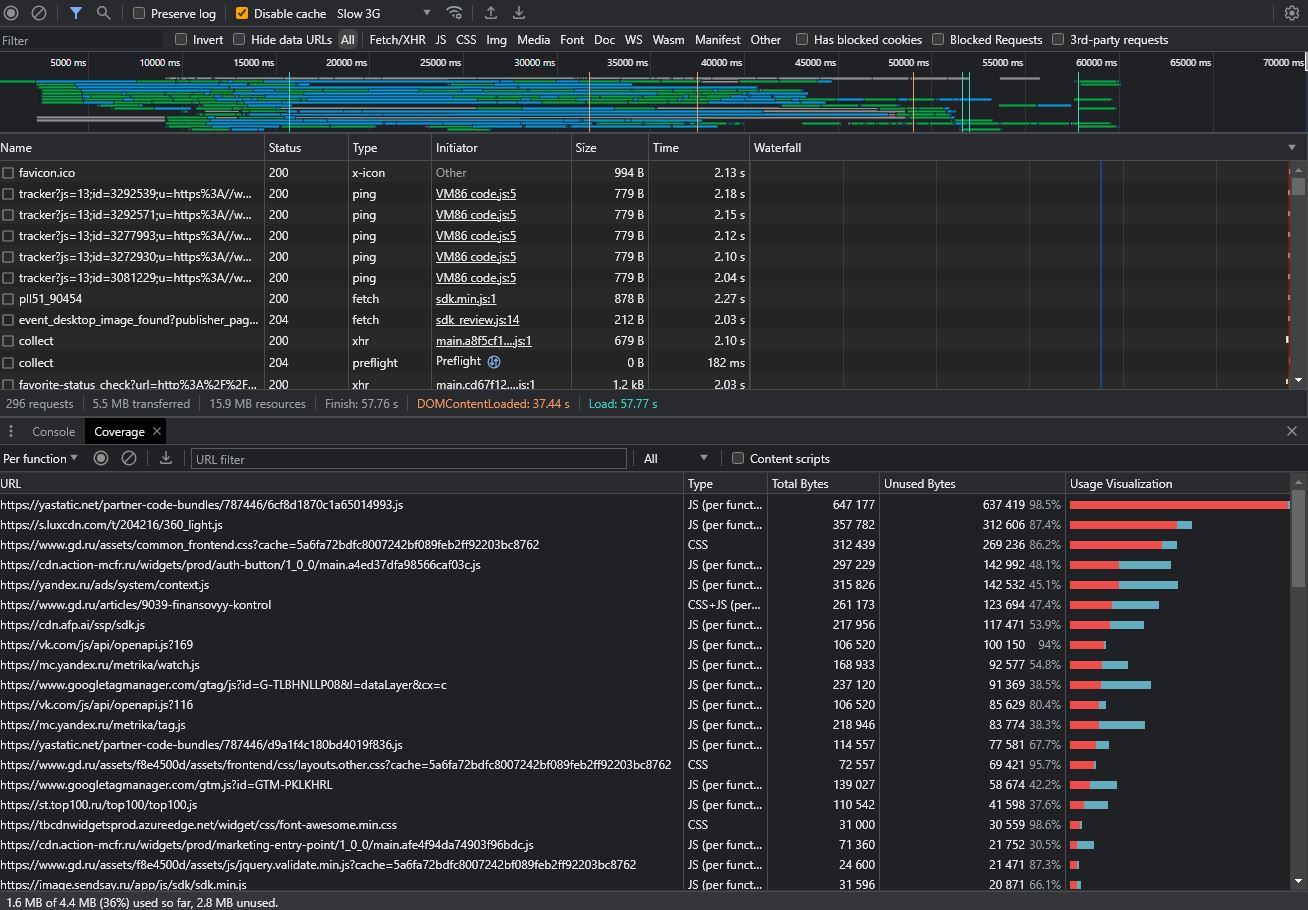 Preserve log Disable cache Slow 3G
Filter Invert Hide data URLs All Fetch/XHR JS CSS Img Media Font Doc WS Wasm Manifest Other Has blocked cookies Blocked Requests 3rd-party requests
5000 ms 10000 ms 15000 ms 20000 ms 25000 ms 30000 ms 35000 ms 40000 ms 45000 ms 50000 ms 55000 ms 60000 ms 65000 ms 70000 ms
Name Status Type Initiator Size Time Waterfall
favicon.ico 200 x-icon Other 994 B 2.13 s
tracker?js=13;id=3292539;u=https%3A//w... 200 ping VM86 code.js:5 779 B 2.18 s
tracker?js=13;id=3292571;u=https%3A//w... 200 ping VM86 code.js:5 779 B 2.15 s
tracker?js=13;id=3277993;u=https%3A//w... 200 ping VM86 code.js:5 779 B 2.12 s
tracker?js=13;id=3272930;u=https%3A//w... 200 ping VM86 code.js:5 779 B 2.10 s
tracker?js=13;id=3081229;u=https%3A//w... 200 ping VM86 code.js:5 779 B 2.04 s
pll51_90454 200 fetch sdk.min.js:1 878 B 2.27 s
event_desktop_image_found?publisher_pag... 204 fetch sdk_review.js:14 212 B 2.03 s
collect 200 xhr main.a8f5cf1....js:1 679 B 2.10 s
collect 204 preflight Preflight 0 B 182 ms
favorite-status_check?url=http%3A%2F%2F... 200 xhr main.cd67f12....js:1 1.2 kB 2.03 s
296 requests 5.5 MB transferred 15.9 MB resources Finish: 57.76 s DOMContentLoaded: 37.44 s Load: 57.77 s
Console Coverage
Per function URL filter All Content scripts
URL Type Total Bytes Unused Bytes Usage Visualization
https://yastatic.net/partner-code-bundles/787446/6cf8d1870c1a65014993.js JS (per funct... 647 177 637 419 98.5%
https://s.luxcdn.com/t/204216/360_light.js JS (per funct... 357 782 312 606 87.4%
https://www.gd.ru/assets/common_frontend.css?cache=5a6fa72bdfc8007242bf089feb2ff92203bc8762 CSS 312 439 269 236 86.2%
https://cdn.action-mcfr.ru/widgets/prod/auth-button/1_0_0/main.a4ed37dfa98566caf03c.js JS (per funct... 297 229 142 992 48.1%
https://yandex.ru/ads/system/context.js JS (per funct... 315 826 142 532 45.1%
https://www.gd.ru/articles/9039-finansovyy-kontrol CSS+JS (per... 261 173 123 694 47.4%
https://cdn.afp.ai/ssp/sdk.js JS (per funct... 217 956 117 471 53.9%
https://vk.com/js/api/openapi.js?169 JS (per funct... 106 520 100 150 94%
https://mc.yandex.ru/metrika/watch.js JS (per funct... 168 933 92 577 54.8%
https://www.googletagmanager.com/gtag/js?id=G-TLBHNLLP08&l=dataLayer&cx=c JS (per funct... 237 120 91 369 38.5%
https://vk.com/js/api/openapi.js?116 JS (per funct... 106 520 85 629 80.4%
https://mc.yandex.ru/metrika/tag.js JS (per funct... 218 946 83 774 38.3%
https://yastatic.net/partner-code-bundles/787446/d9a1f4c180bd4019f836.js JS (per funct... 114 557 77 581 67.7%
https://www.gd.ru/assets/f8e4500d/assets/frontend/css/layouts.other.css?cache=5a6fa72bdfc8007242bf089feb2ff92203bc8762 CSS 72 557 69 421 95.7%
https://www.googletagmanager.com/gtm.js?id=GTM-PKLKHRL JS (per funct... 139 027 58 674 42.2%
https://st.top100.ru/top100/top100.js JS (per funct... 110 542 41 598 37.6%
https://tbcdnwidgetsprod.azureedge.net/widget/css/font-awesome.min.css CSS 31 000 30 559 98.6%
https://cdn.action-mcfr.ru/widgets/prod/marketing-entry-point/1_0_0/main.afe4f94da74903f96bdc.js JS (per funct... 71 360 21 752 30.5%
https://www.gd.ru/assets/f8e4500d/assets/js/jquery.validate.min.js?cache=5a6fa72bdfc8007242bf089feb2ff92203bc8762 JS (per funct... 24 600 21 471 87.3%
https://image.sendsay.ru/app/js/sdk/sdk.min.js JS (per funct... 31 596 20 871 66.1%
1.6 MB of 4.4 MB (36%) used so far, 2.8 MB unused.